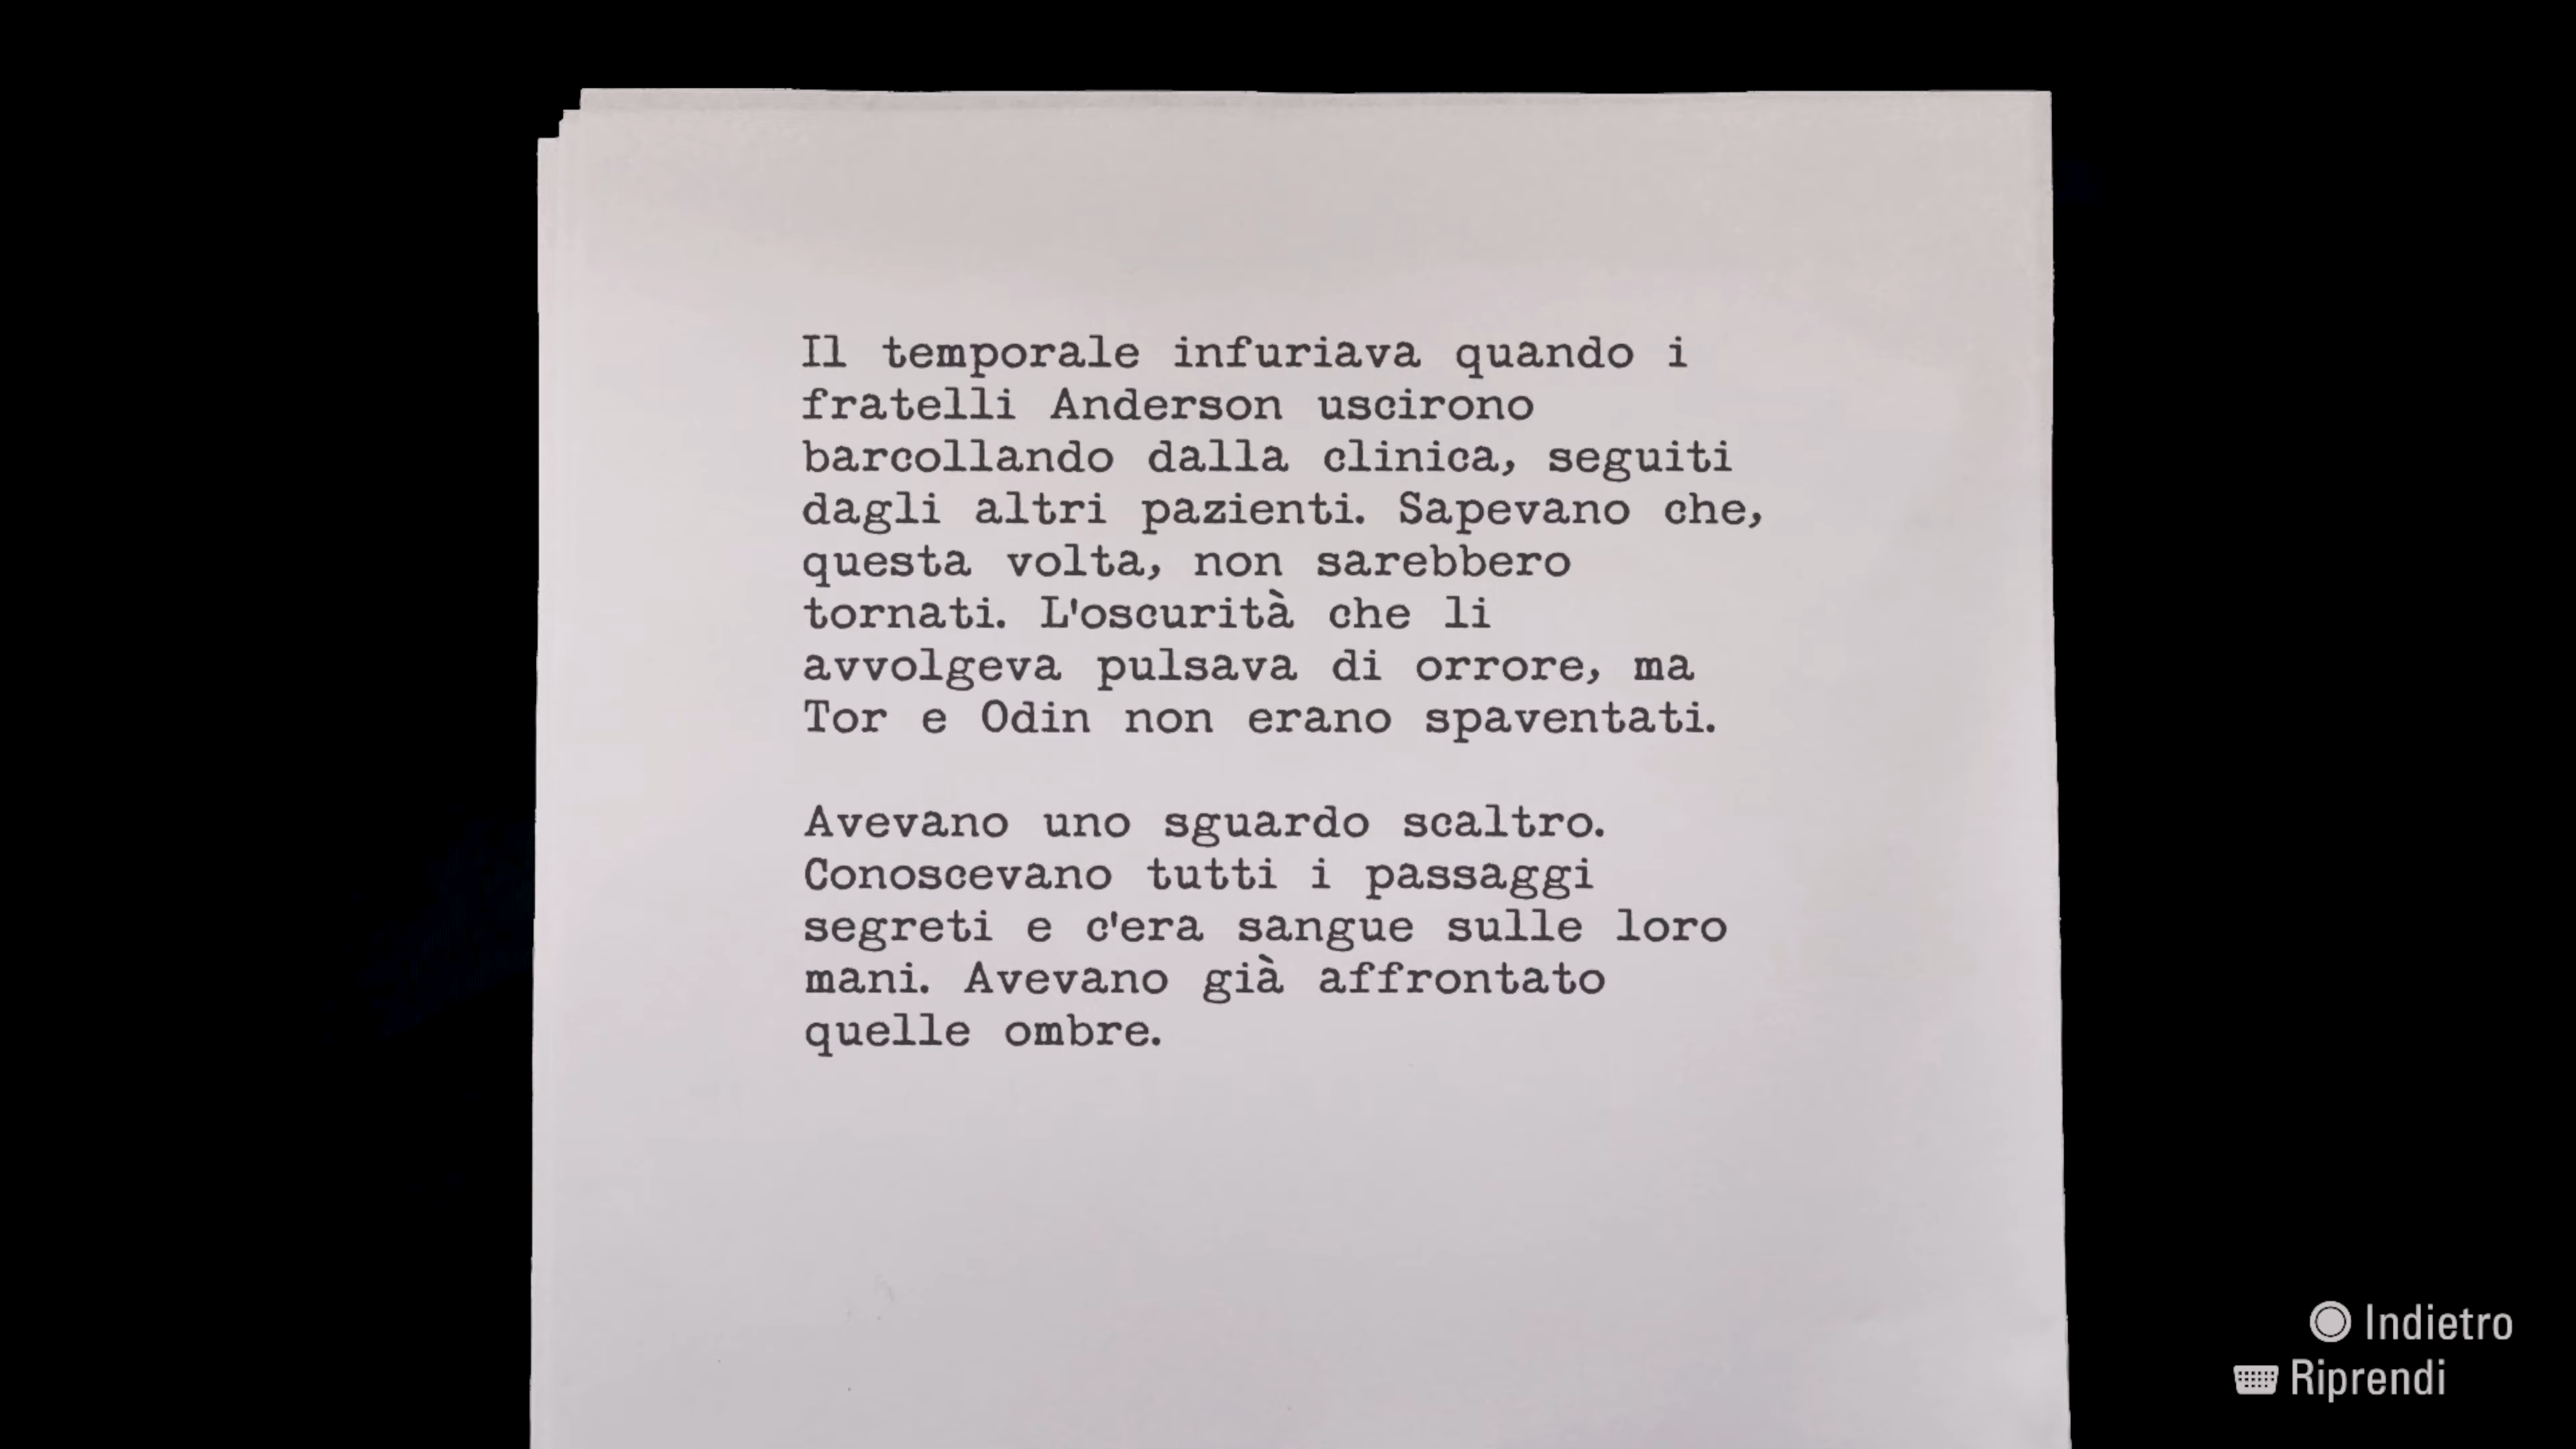 Il temporale infuriava quando i
fratelli Anderson uscirono
barcollando dalla clinica, seguiti
dagli altri pazienti. Sapevano che,
questa volta, non sarebbero
tornati. L'oscurità che li
avvolgeva pulsava di orrore, ma
Tor e Odin non erano spaventati.
Avevano uno sguardo scaltro.
Conoscevano tutti i passaggi
segreti e c'era sangue sulle loro
mani. Avevano già affrontato
quelle ombre.
Indietro
Riprendi